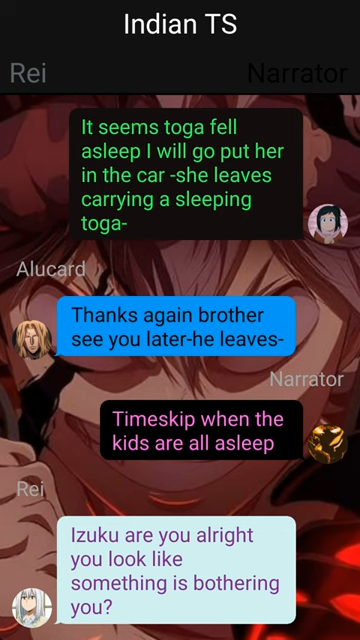 Indian TS
Rei
Narrator
It seems toga fell
asleep I will go put her
in the car -she leaves
carrying a sleeping
toga-
Alucard
Thanks again brother
see you later-he leaves-
Narrator
Timeskip when the
kids are all asleep
Rei
Izuku are you alright
you look like
something is bothering
you?